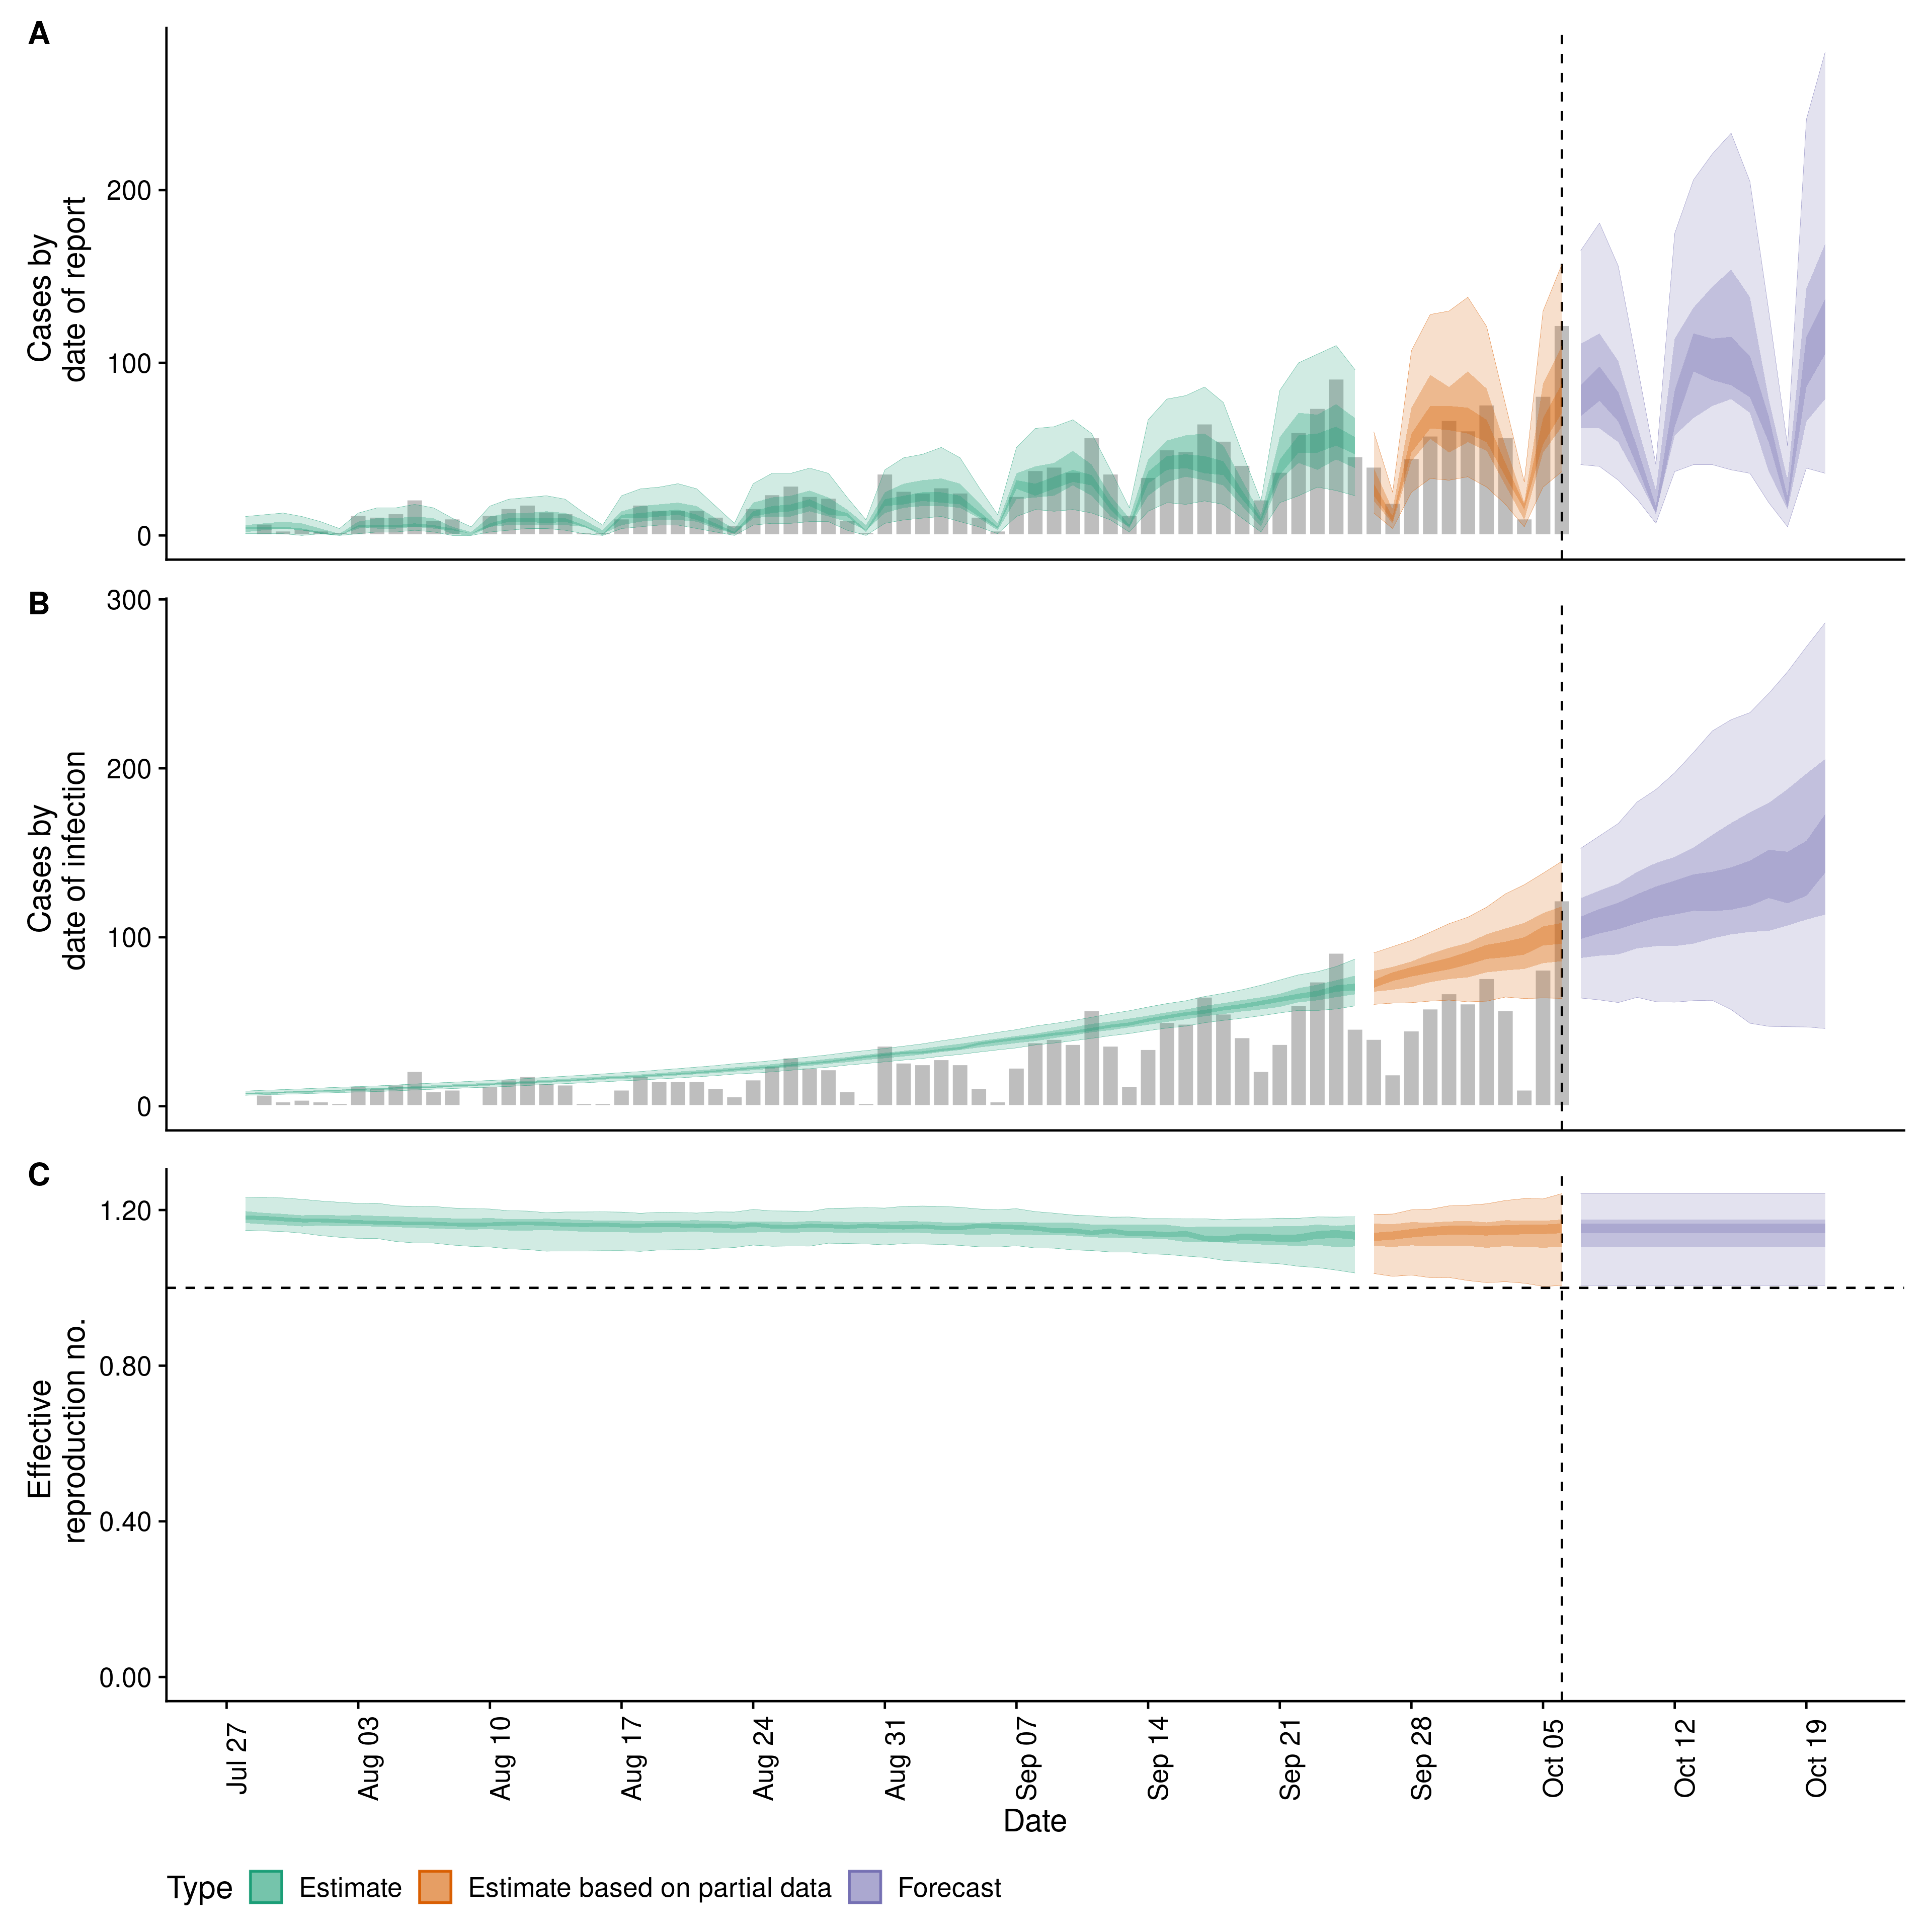 A
Cases by
date of report
200
100
0
B
Cases by
date of infection
300
200
100
0
C
Effective
reproduction no.
1.20
0.80
0.40
0.00
Jul 27
Aug 03
Aug 10
Aug 17
Aug 24
Aug 31
Sep 07
Sep 14
Sep 21
Sep 28
Oct 05
Oct 12
Oct 19
Date
Type Estimate Estimate based on partial data Forecast